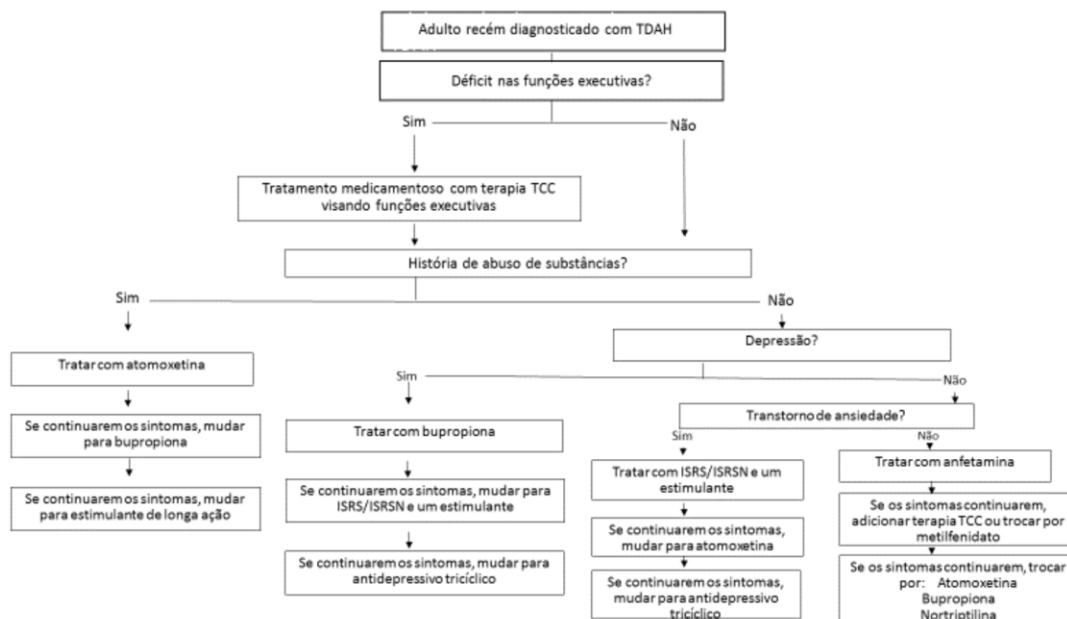 Adulto recém diagnosticado com TDAH
Déficit nas funções executivas?
Sim
Não
Tratamento medicamentoso com terapia TCC
visando funções executivas
História de abuso de substâncias?
Sim
Não
Tratar com atomoxetina
Se continuarem os sintomas, mudar
para bupropiona
Se continuarem os sintomas, mudar
para estimulante de longa ação
Depressão?
Sim
Não
Tratar com bupropiona
Se continuarem os sintomas, mudar para
ISRS/ISRSN e um estimulante
Se continuarem os sintomas, mudar para
antidepressivo tricíclico
Transtorno de ansiedade?
Sim
Não
Tratar com ISRS/ISRSN e um
estimulante
Se continuarem os sintomas,
mudar para atomoxetina
Se continuarem os sintomas,
mudar para antidepressivo
tricíclico
Tratar com anfetamina
Se os sintomas continuarem,
adicionar terapia TCC ou trocar por
metilfenidato
Se os sintomas continuarem, trocar
por: Atomoxetina
Bupropiona
Nortriptilina